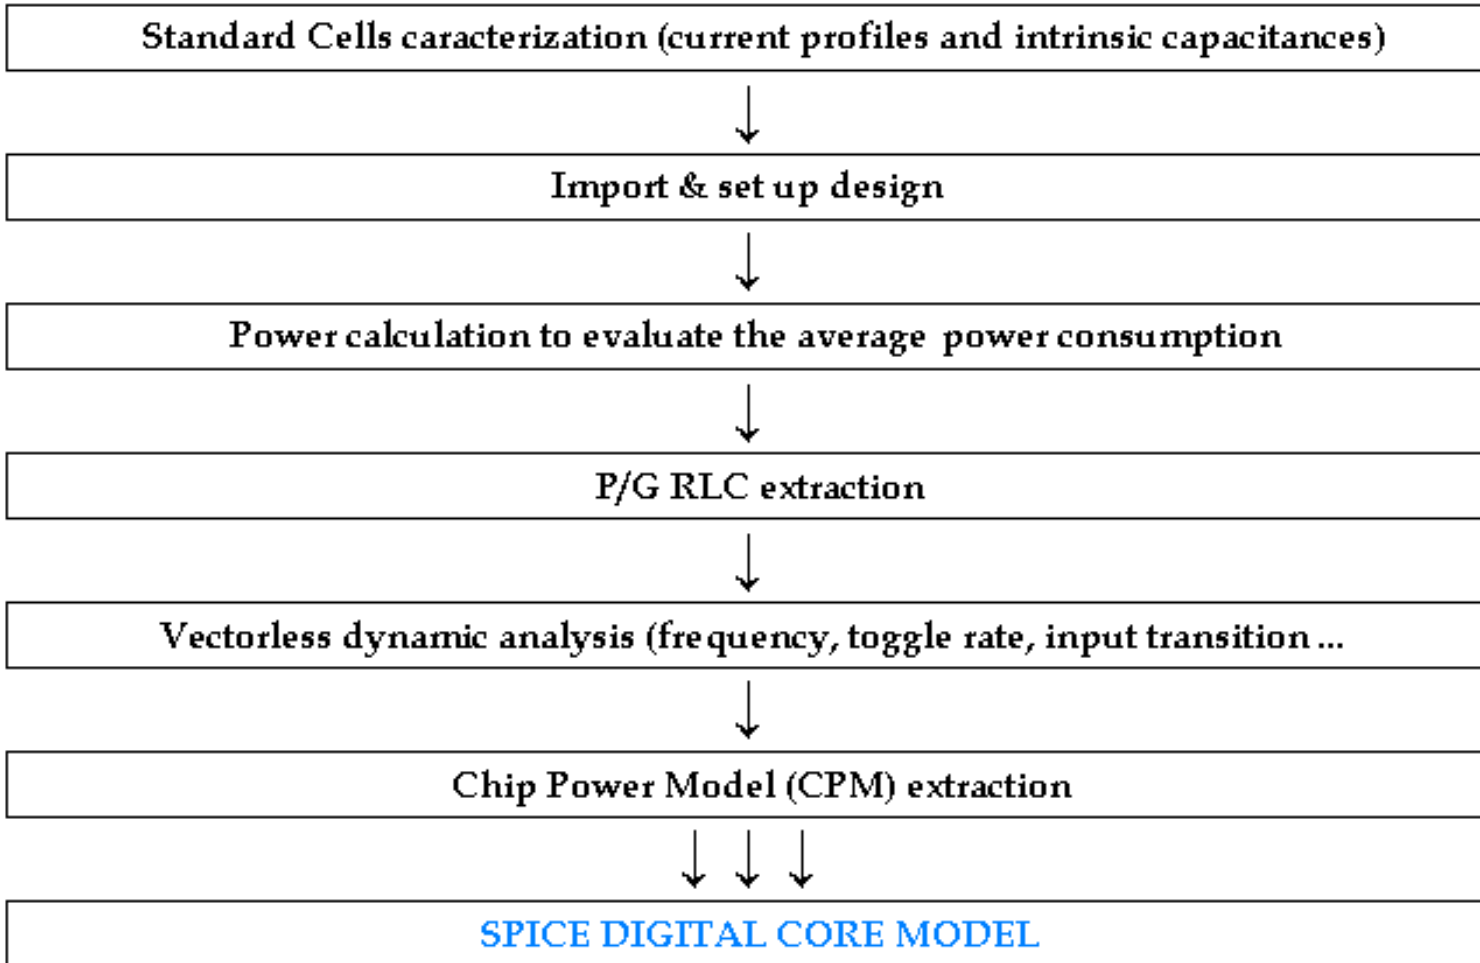 Standard Cells caracterization (current profiles and intrinsic capacitances)
Import & set up design
Power calculation to evaluate the average power consumption
P/G RLC extraction
Vectorless dynamic analysis (frequency, toggle rate, input transition ...
Chip Power Model (CPM) extraction
SPICE DIGITAL CORE MODEL